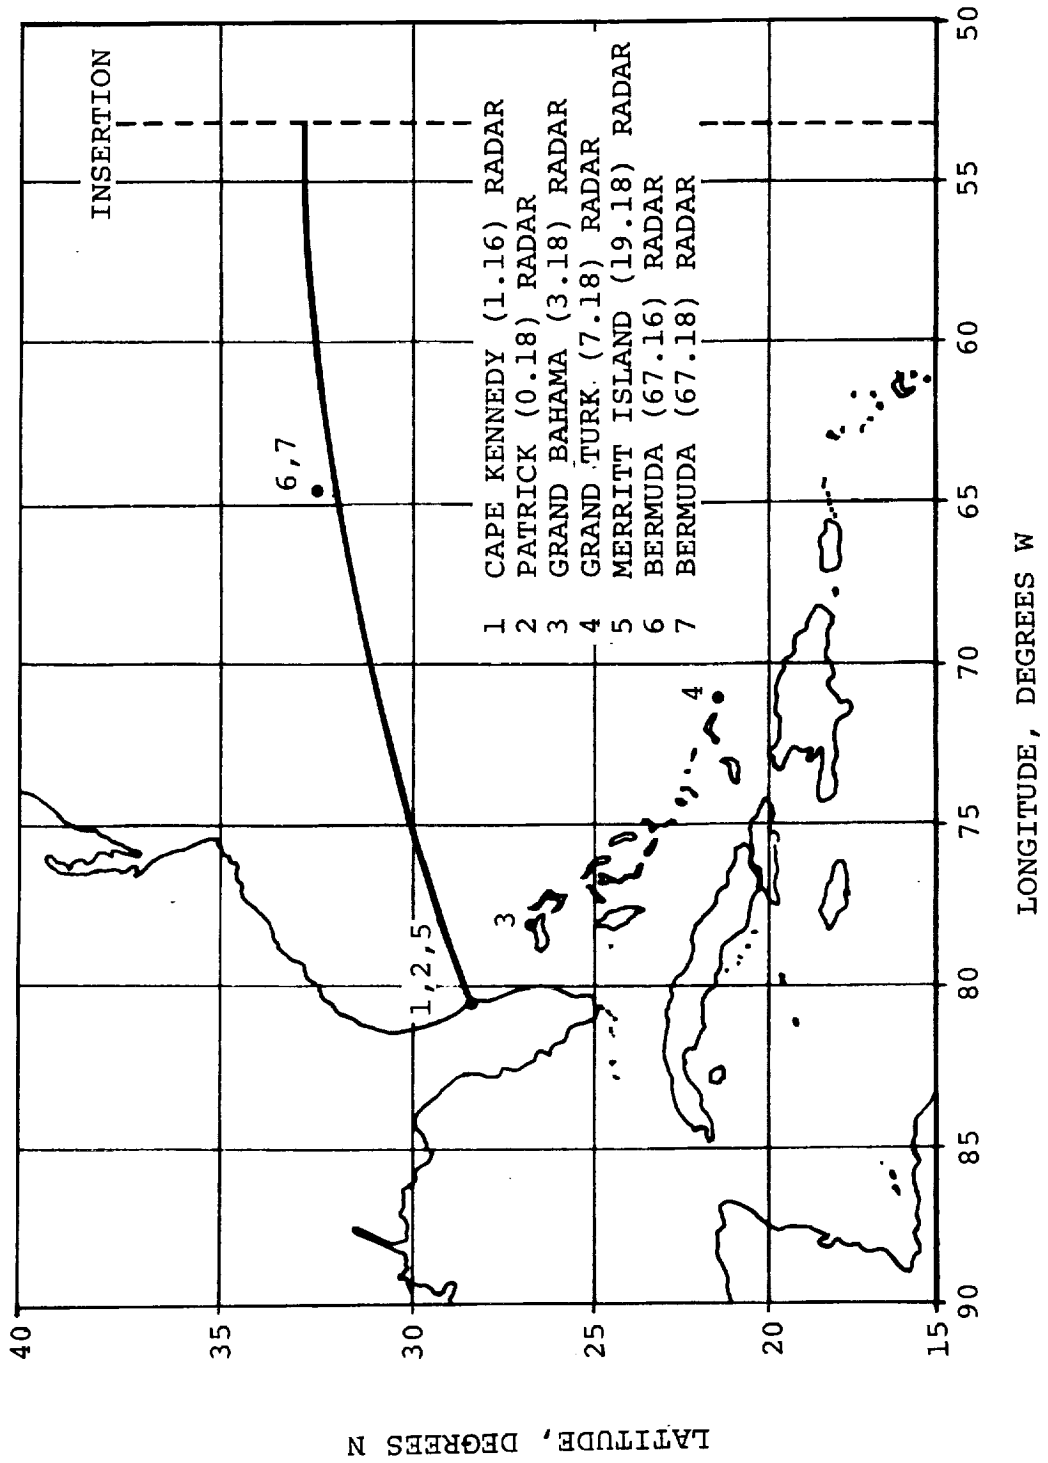 INSERTION
6,7
1,2,5
3
4
1 CAPE KENNEDY (1.16) RADAR
2 PATRICK (0.18) RADAR
3 GRAND BAHAMA (3.18) RADAR
4 GRAND TURK (7.18) RADAR
5 MERRITT ISLAND (19.18) RADAR
6 BERMUDA (67.16) RADAR
7 BERMUDA (67.18) RADAR
40
35
30
25
20
15
LATITUDE, DEGREES N
90 85 80 75 70 65 60 55 50
LONGITUDE, DEGREES W